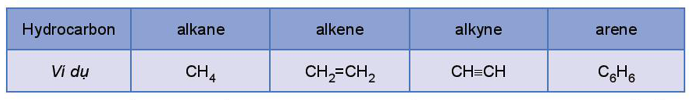 Hydrocarbon alkane alkene alkyne arene
Ví dụ CH₄ CH₂=CH₂ CH≡CH C₆H₆